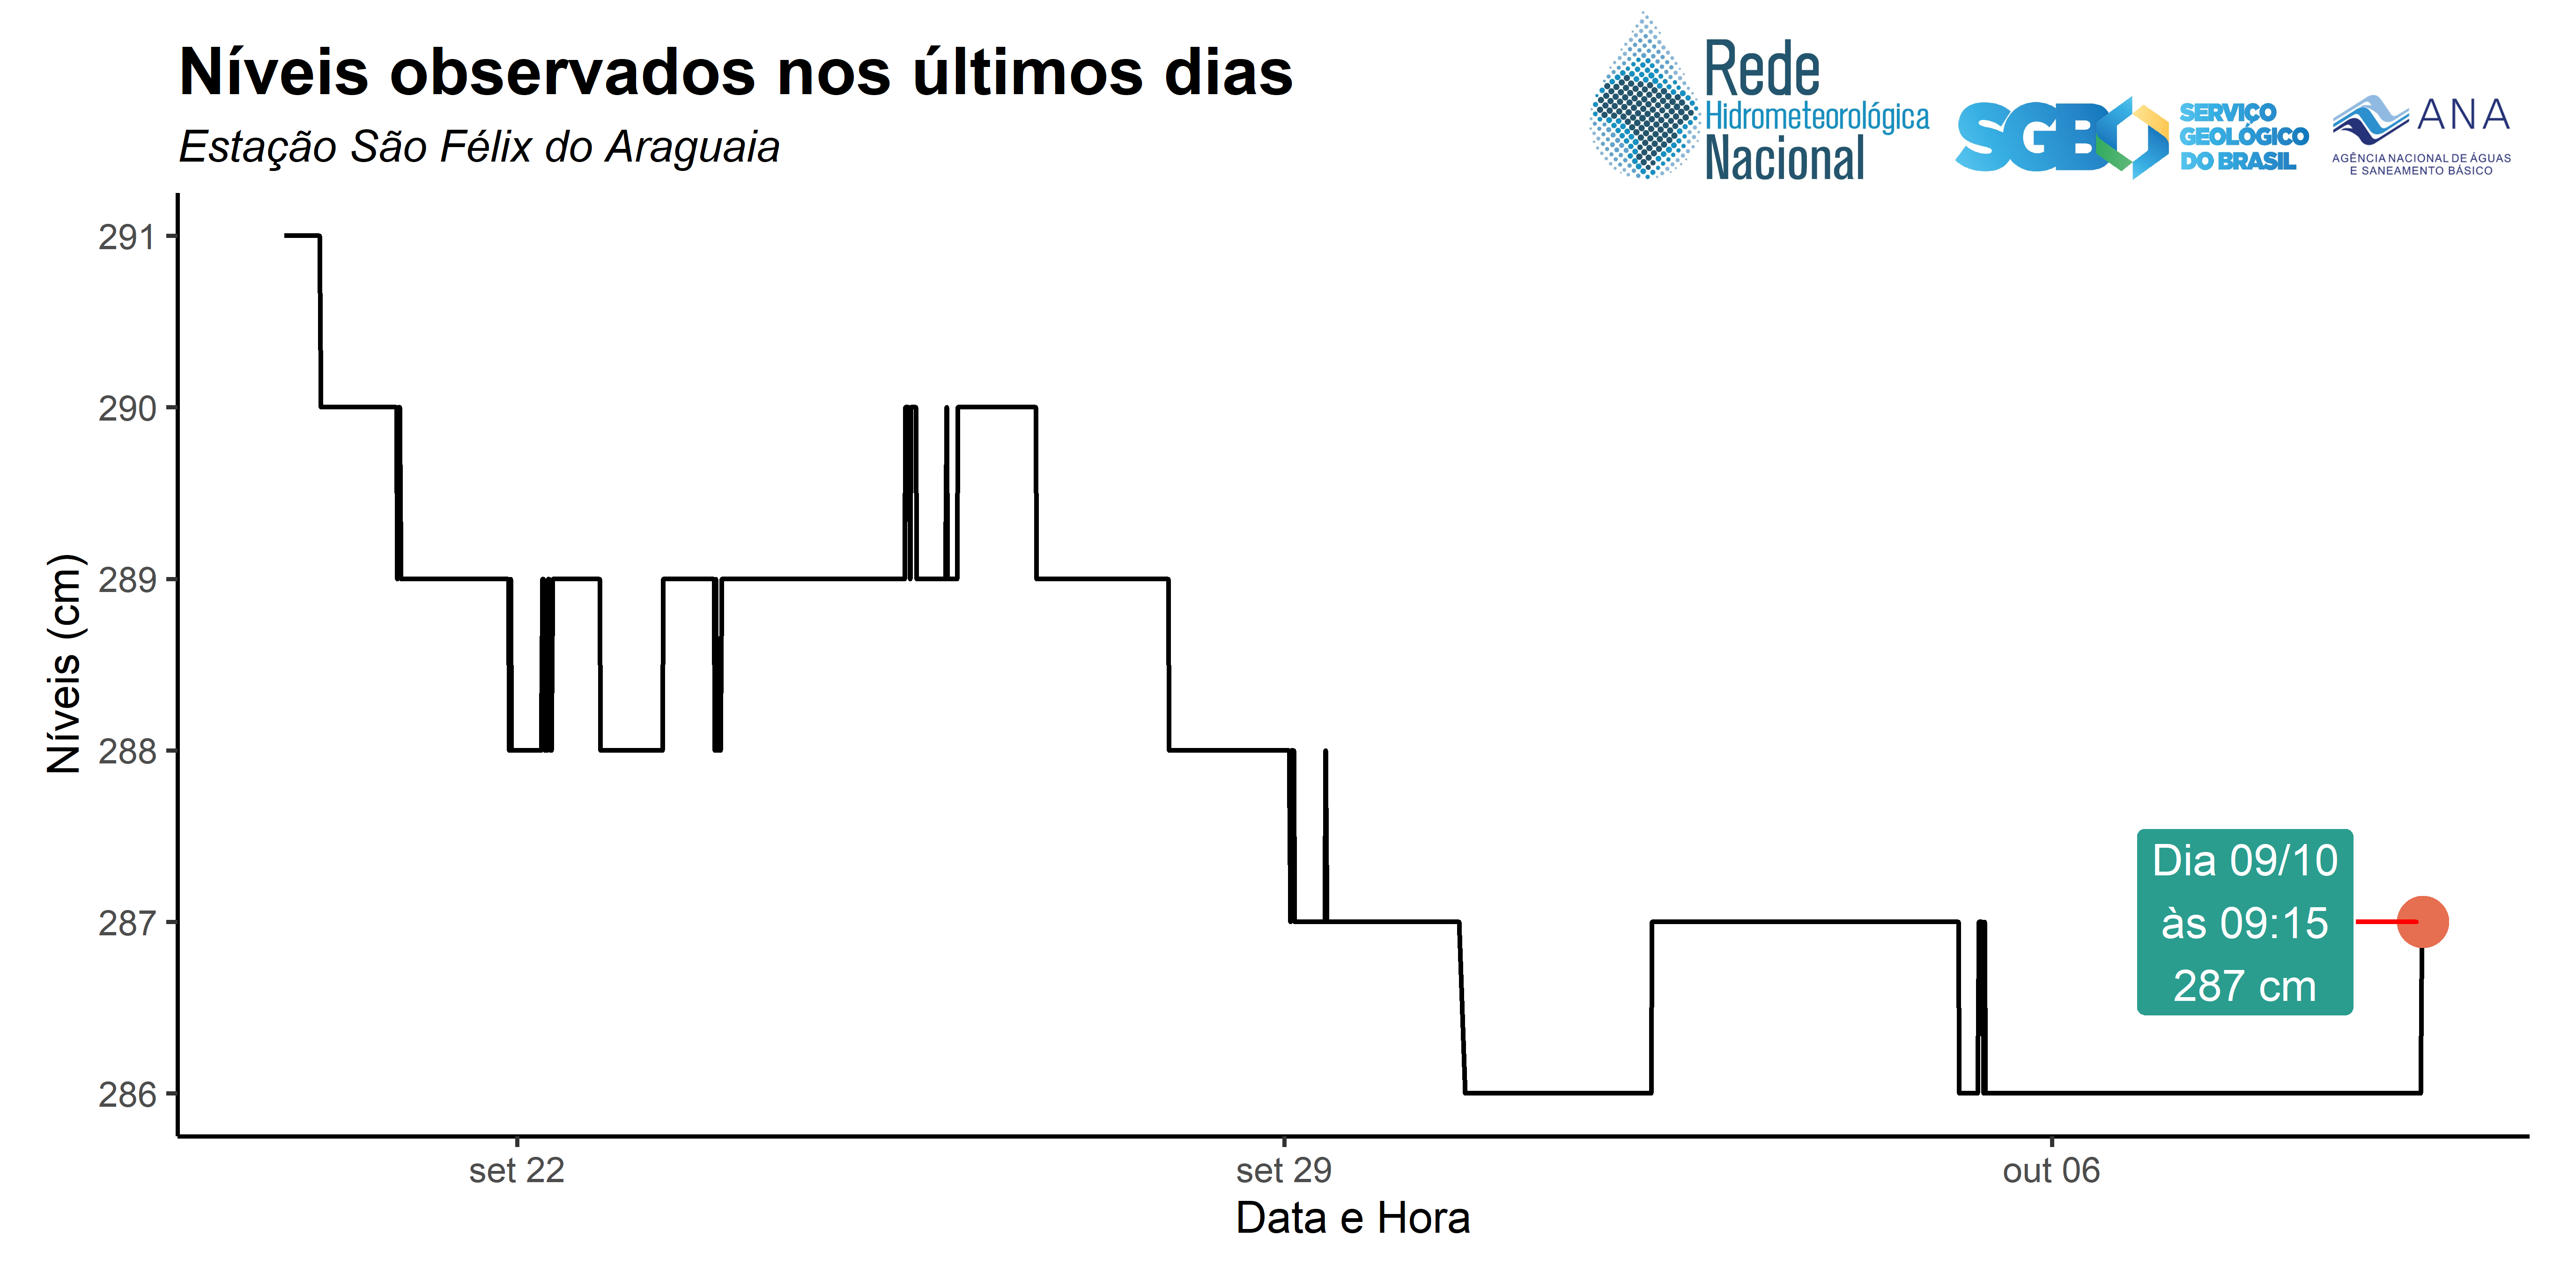 Níveis observados nos últimos dias
Estação São Félix do Araguaia
Rede
Hidrometeorológica
Nacional
SGB
SERVIÇO
GEOLÓGICO
DO BRASIL
ANA
AGÊNCIA NACIONAL DE ÁGUAS
E SANEAMENTO BÁSICO
Níveis (cm)
291
290
289
288
287
286
Dia 09/10
às 09:15
287 cm
set 22
set 29
out 06
Data e Hora